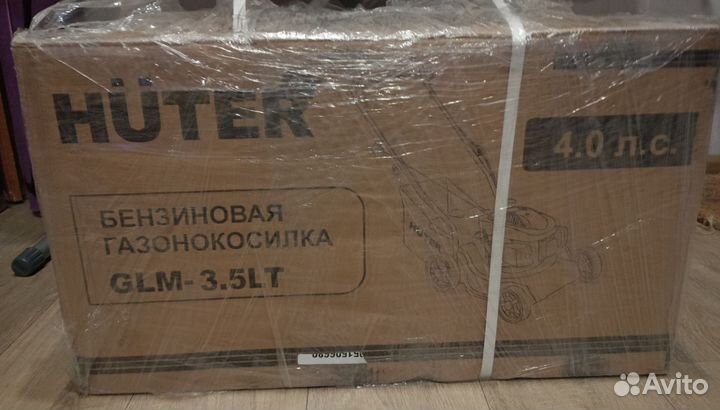 HÜTER
4.0 л.с.
БЕНЗИНОВАЯ
ГАЗОНОКОСИЛКА
GLM-3.5LT
Avito